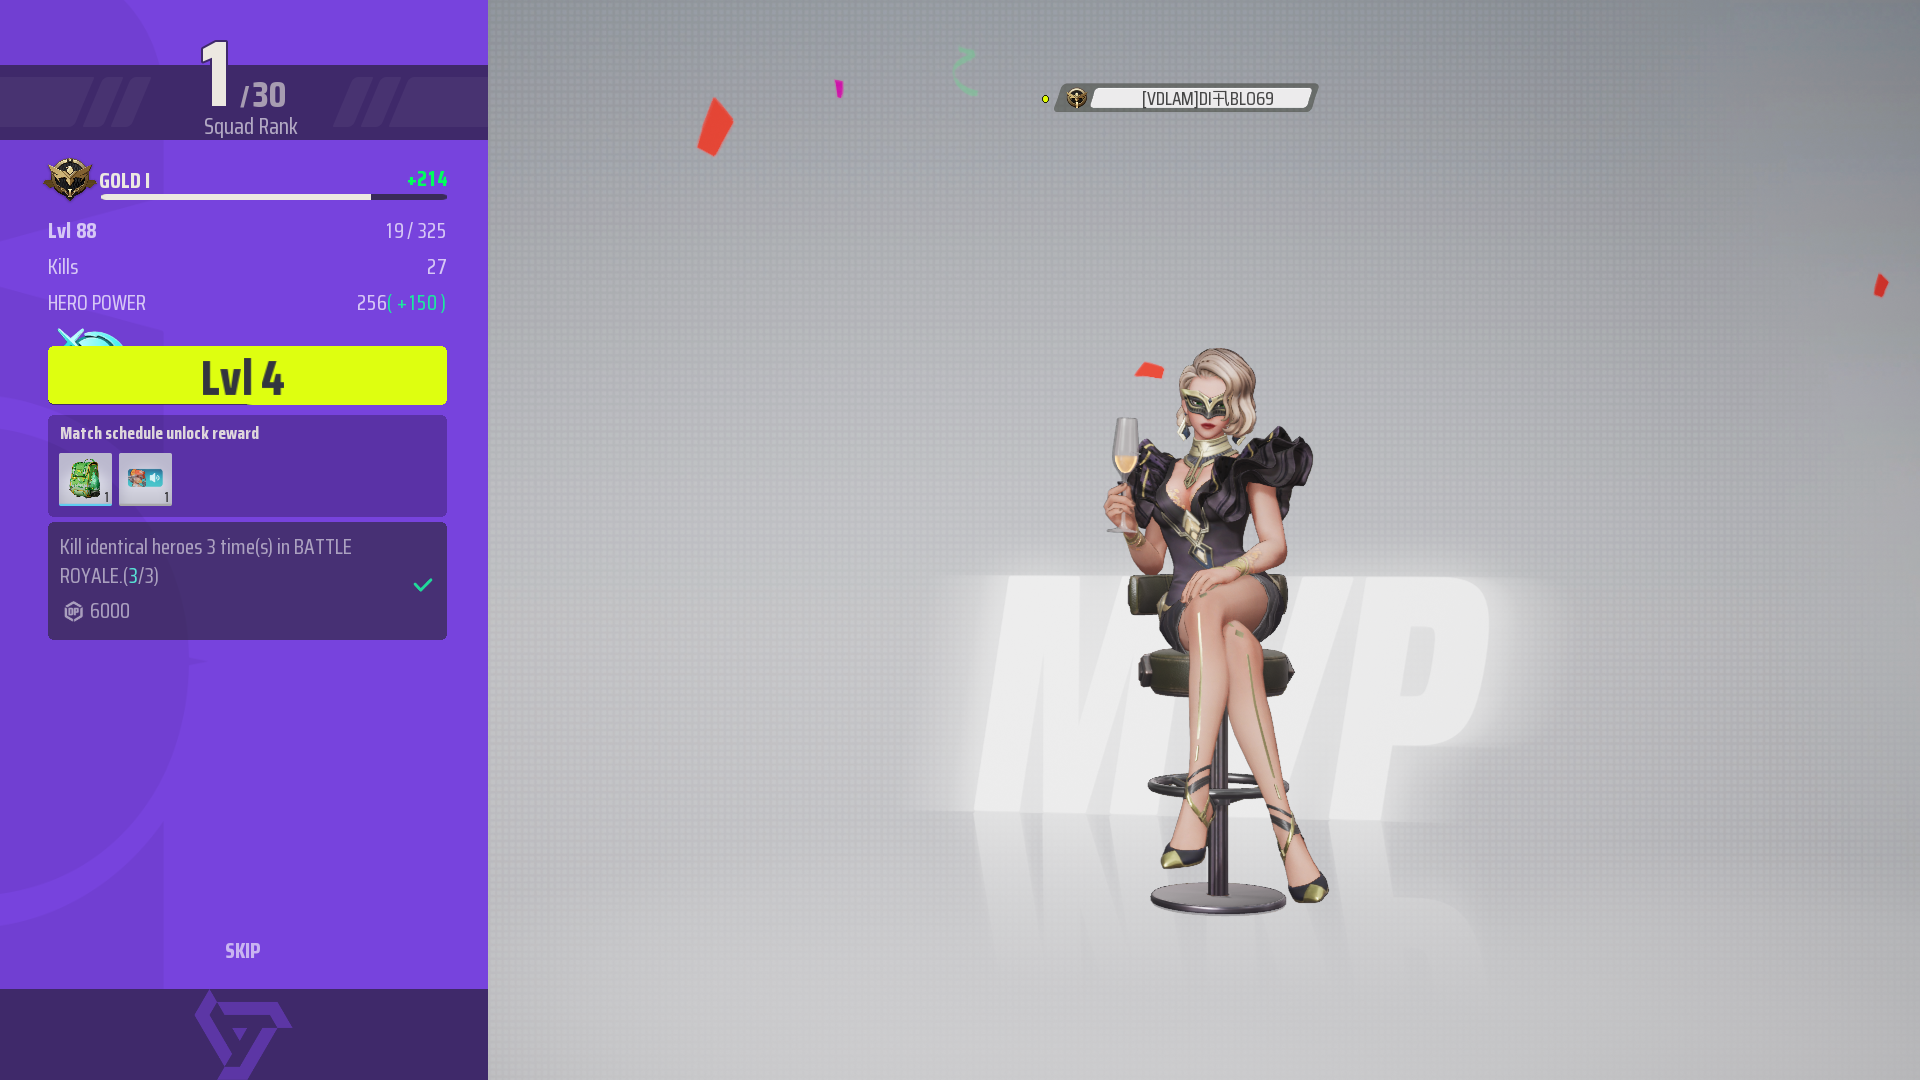 1/30
Squad Rank
GOLD I +214
Lvl 88 19/325
Kills 27
HERO POWER 256(+150)
Lvl 4
Match schedule unlock reward
1 1
Kill identical heroes 3 time(s) in BATTLE
ROYALE.(3/3)
OP 6000
SKIP
[VDLAM]DI卂BLO69
MVP